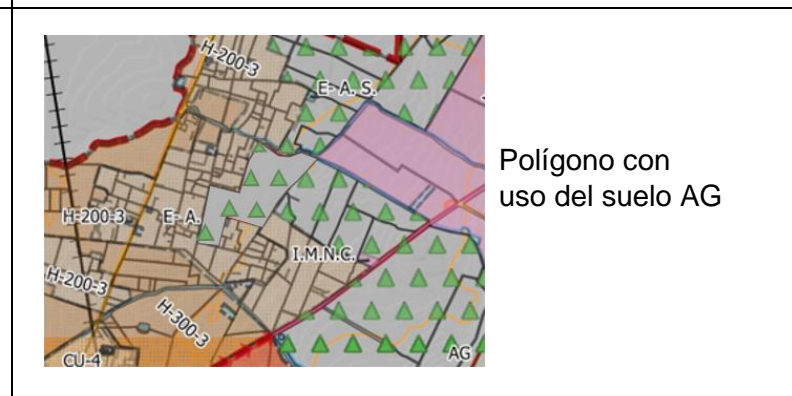 H-200-3
E- A. S.
Polígono con
uso del suelo AG
H-200-3
E- A.
I.M.N.C.
H-200-3
H-300-3
CU-4
AG